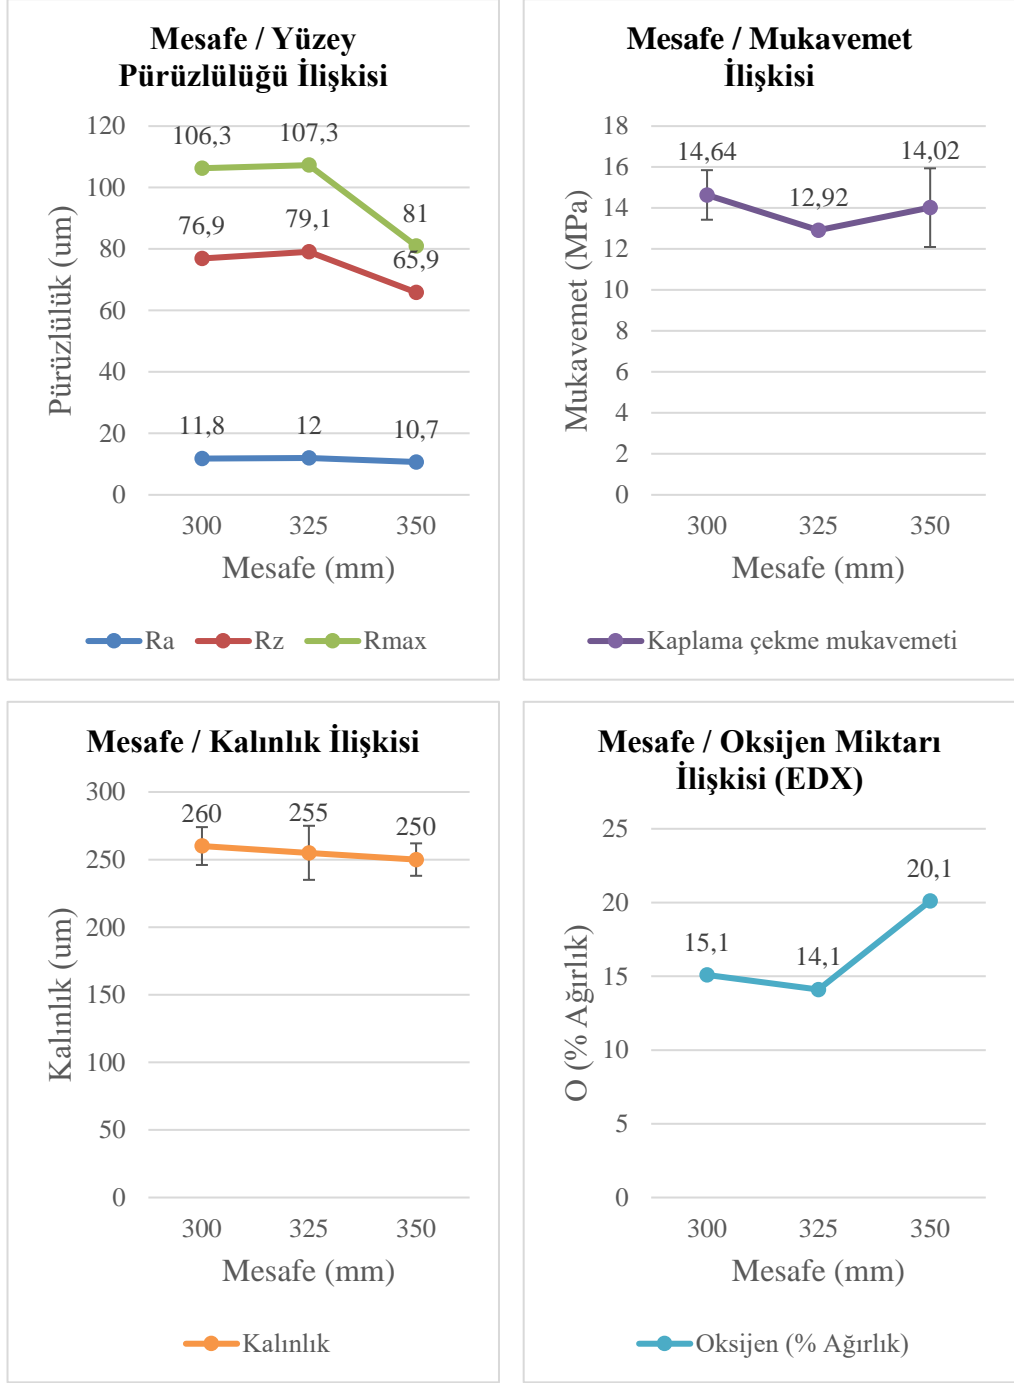 Mesafe / Yüzey
Pürüzlülüğü İlişkisi
120
100
80
60
40
20
0
Pürüzlülük (um)
106,3
107,3
81
76,9
79,1
65,9
11,8
12
10,7
300
325
350
Mesafe (mm)
Ra
Rz
Rmax
Mesafe / Mukavemet
İlişkisi
18
16
14
12
10
8
6
4
2
0
Mukavemet (MPa)
14,64
12,92
14,02
300
325
350
Mesafe (mm)
Kaplama çekme mukavemeti
Mesafe / Kalınlık İlişkisi
300
250
200
150
100
50
0
Kalınlık (um)
260
255
250
300
325
350
Mesafe (mm)
Kalınlık
Mesafe / Oksijen Miktarı
İlişkisi (EDX)
25
20
15
10
5
0
O (% Ağırlık)
15,1
14,1
20,1
300
325
350
Mesafe (mm)
Oksijen (% Ağırlık)